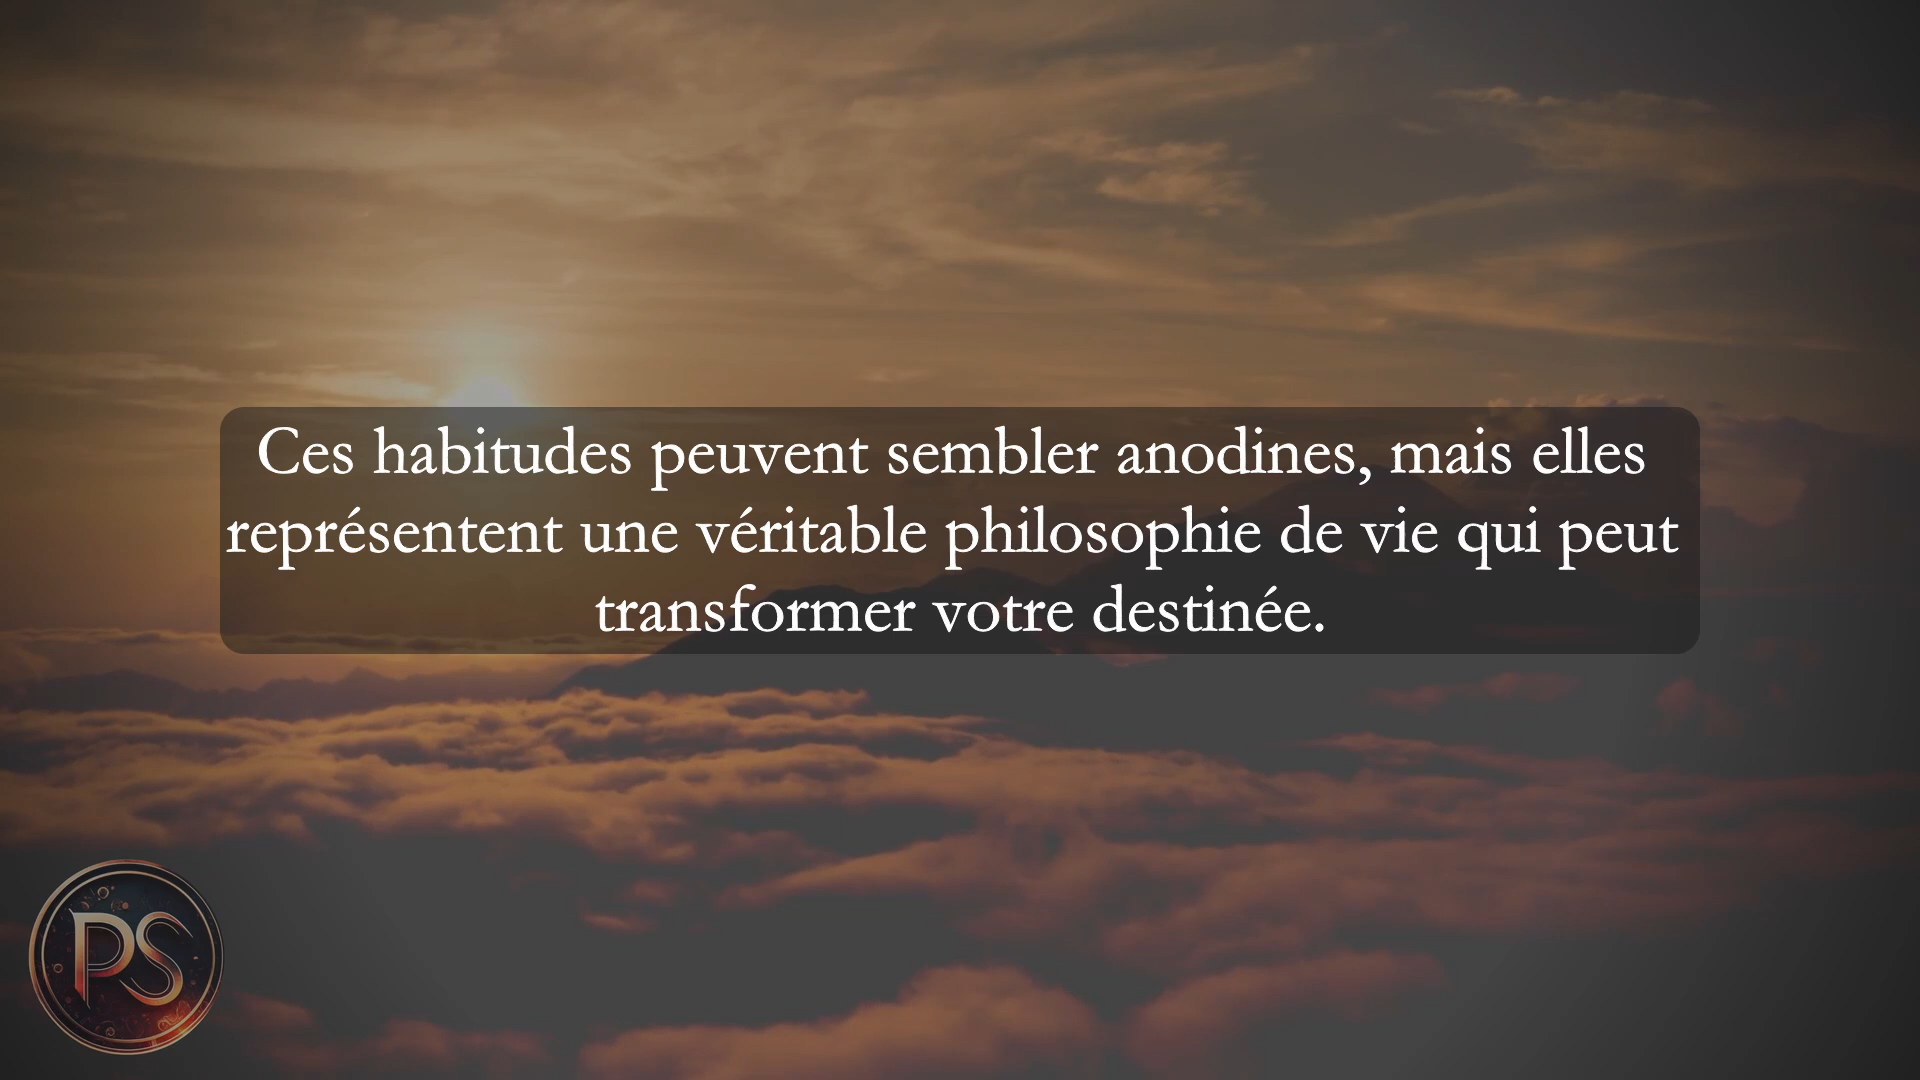 Ces habitudes peuvent sembler anodines, mais elles
représentent une véritable philosophie de vie qui peut
transformer votre destinée.
PS